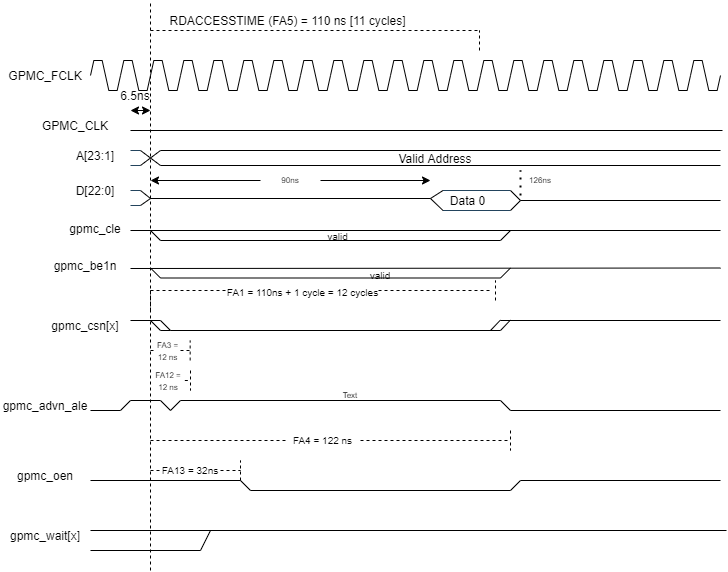 RDACCESSTIME (FA5) = 110 ns [11 cycles]
GPMC_FCLK
6.5ns
GPMC_CLK
A[23:1]
Valid Address
D[22:0]
90ns
126ns
Data 0
gpmc_cle
valid
gpmc_be1n
valid
FA1 = 110ns + 1 cycle = 12 cycles
gpmc_csn[x]
FA3 =
12 ns
FA12 =
12 ns
gpmc_advn_ale
Text
FA4 = 122 ns
gpmc_oen
FA13 = 32ns
gpmc_wait[x]